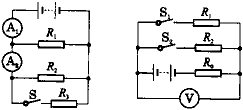 A₁
R₁
A₂
R₂
S
R₃
S₁
R₁
S₂
R₂
R₀
V